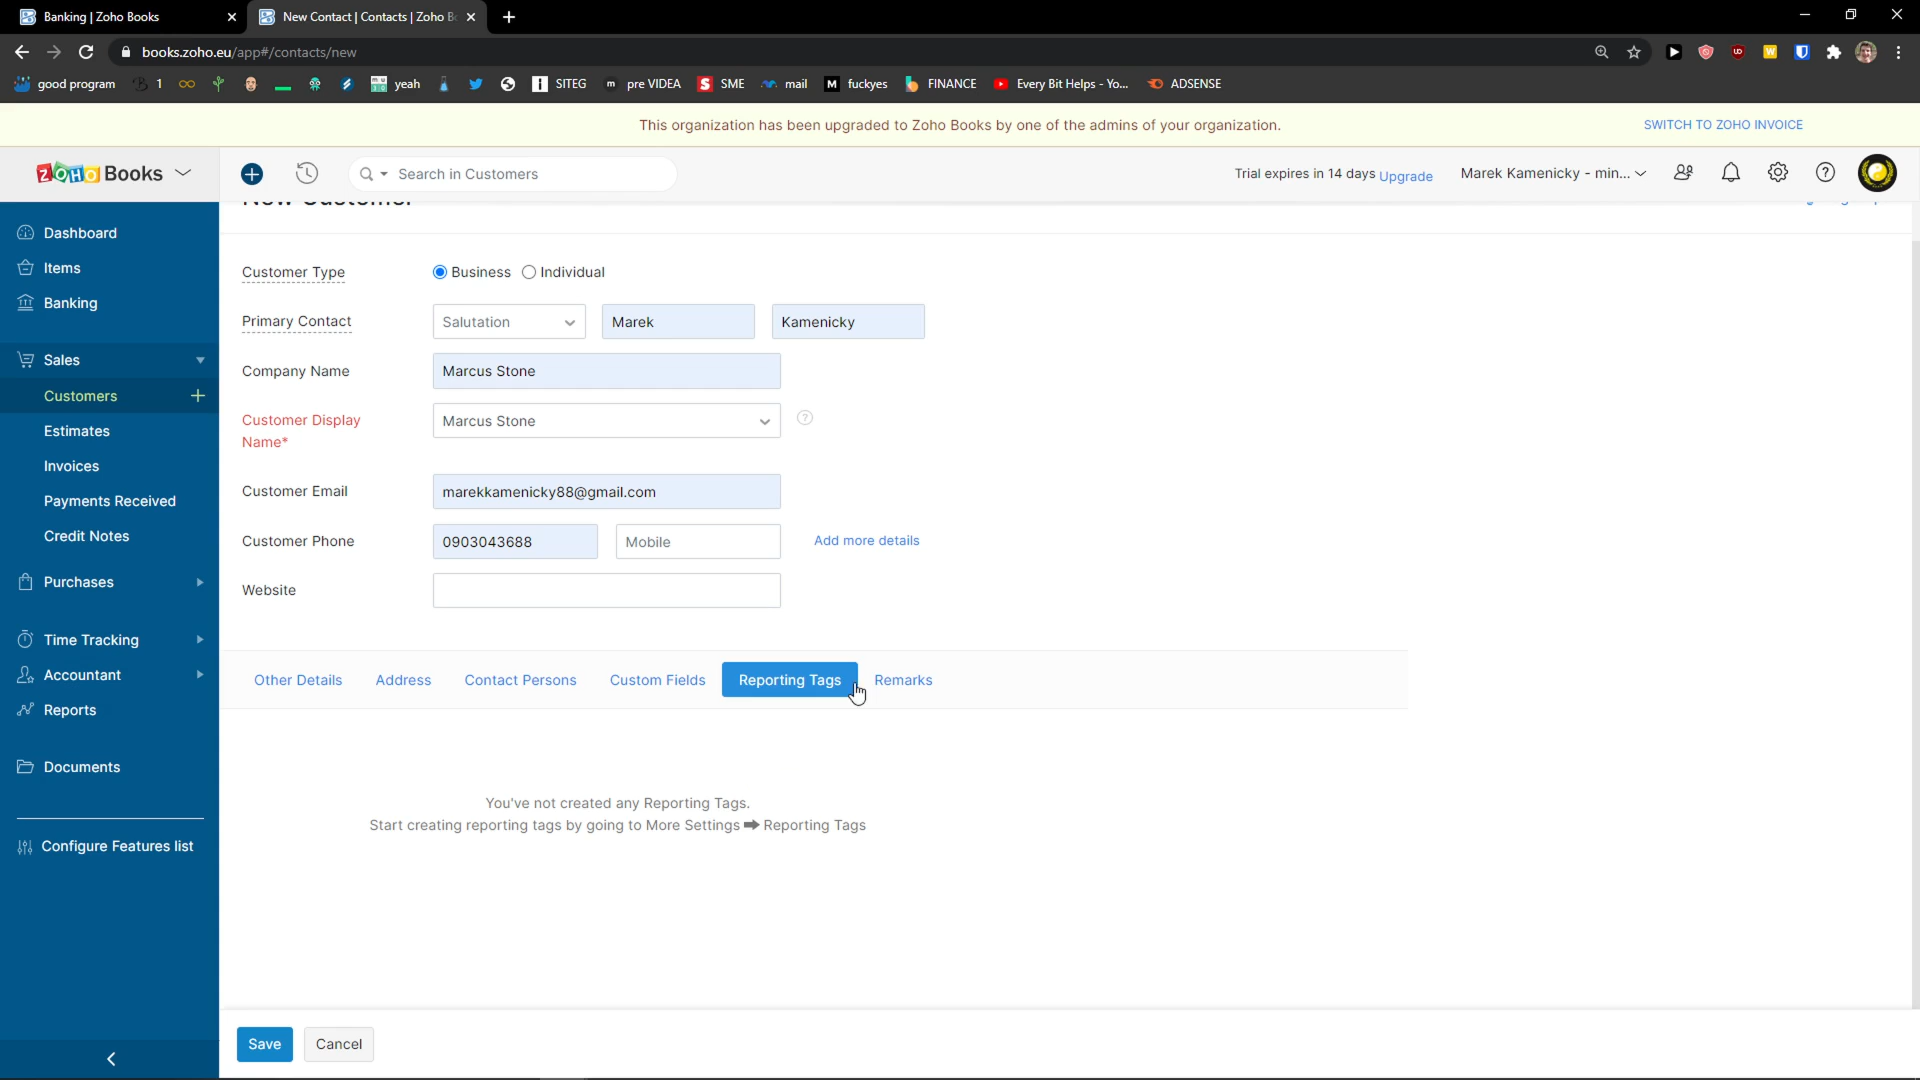 Banking | Zoho Books
New Contact | Contacts | Zoho B
books.zoho.eu/app#/contacts/new
good program
1
yeah
SITEG
pre VIDEA
SME
mail
fuckyes
FINANCE
Every Bit Helps - Yo...
ADSENSE
This organization has been upgraded to Zoho Books by one of the admins of your organization.
SWITCH TO ZOHO INVOICE
ZOHO Books
Search in Customers
Trial expires in 14 days Upgrade
Marek Kamenicky - min...
New Customer
Dashboard
Items
Banking
Sales
Customers
Estimates
Invoices
Payments Received
Credit Notes
Purchases
Time Tracking
Accountant
Reports
Documents
Configure Features list
Customer Type
Business
Individual
Primary Contact
Salutation
Marek
Kamenicky
Company Name
Marcus Stone
Customer Display
Name*
Marcus Stone
Customer Email
marekkamenicky88@gmail.com
Customer Phone
0903043688
Mobile
Add more details
Website
Other Details
Address
Contact Persons
Custom Fields
Reporting Tags
Remarks
You've not created any Reporting Tags.
Start creating reporting tags by going to More Settings ➡ Reporting Tags
Save
Cancel